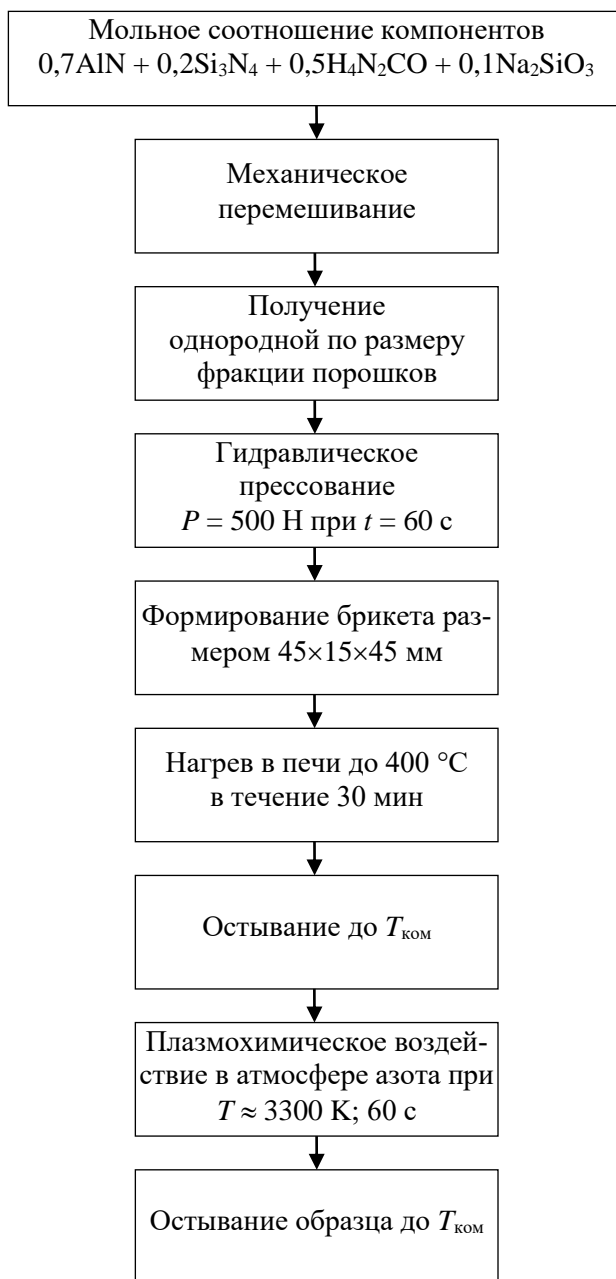 Мольное соотношение компонентов
0,7AlN + 0,2Si₃N₄ + 0,5H₄N₂CO + 0,1Na₂SiO₃
Механическое
перемешивание
Получение
однородной по размеру
фракции порошков
Гидравлическое
прессование
P = 500 Н при t = 60 с
Формирование брикета раз-
мером 45×15×45 мм
Нагрев в печи до 400 °С
в течение 30 мин
Остывание до Tком
Плазмохимическое воздей-
ствие в атмосфере азота при
T ≈ 3300 K; 60 с
Остывание образца до Tком